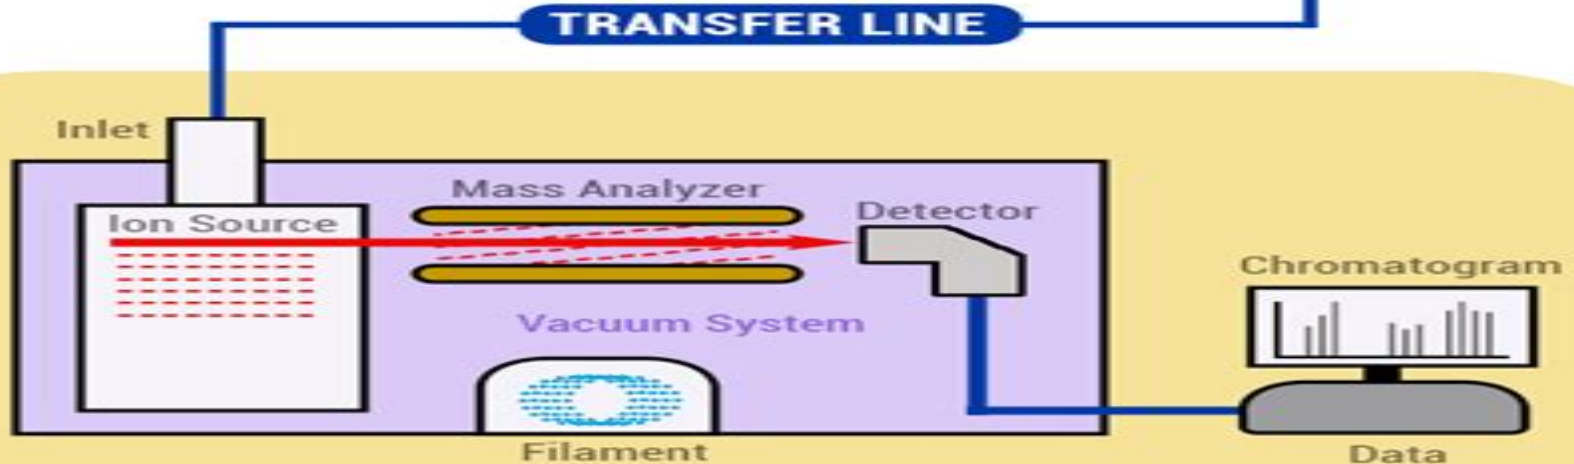 TRANSFER LINE
Inlet
Mass Analyzer
Ion Source
Detector
Chromatogram
Vacuum System
Filament
Data